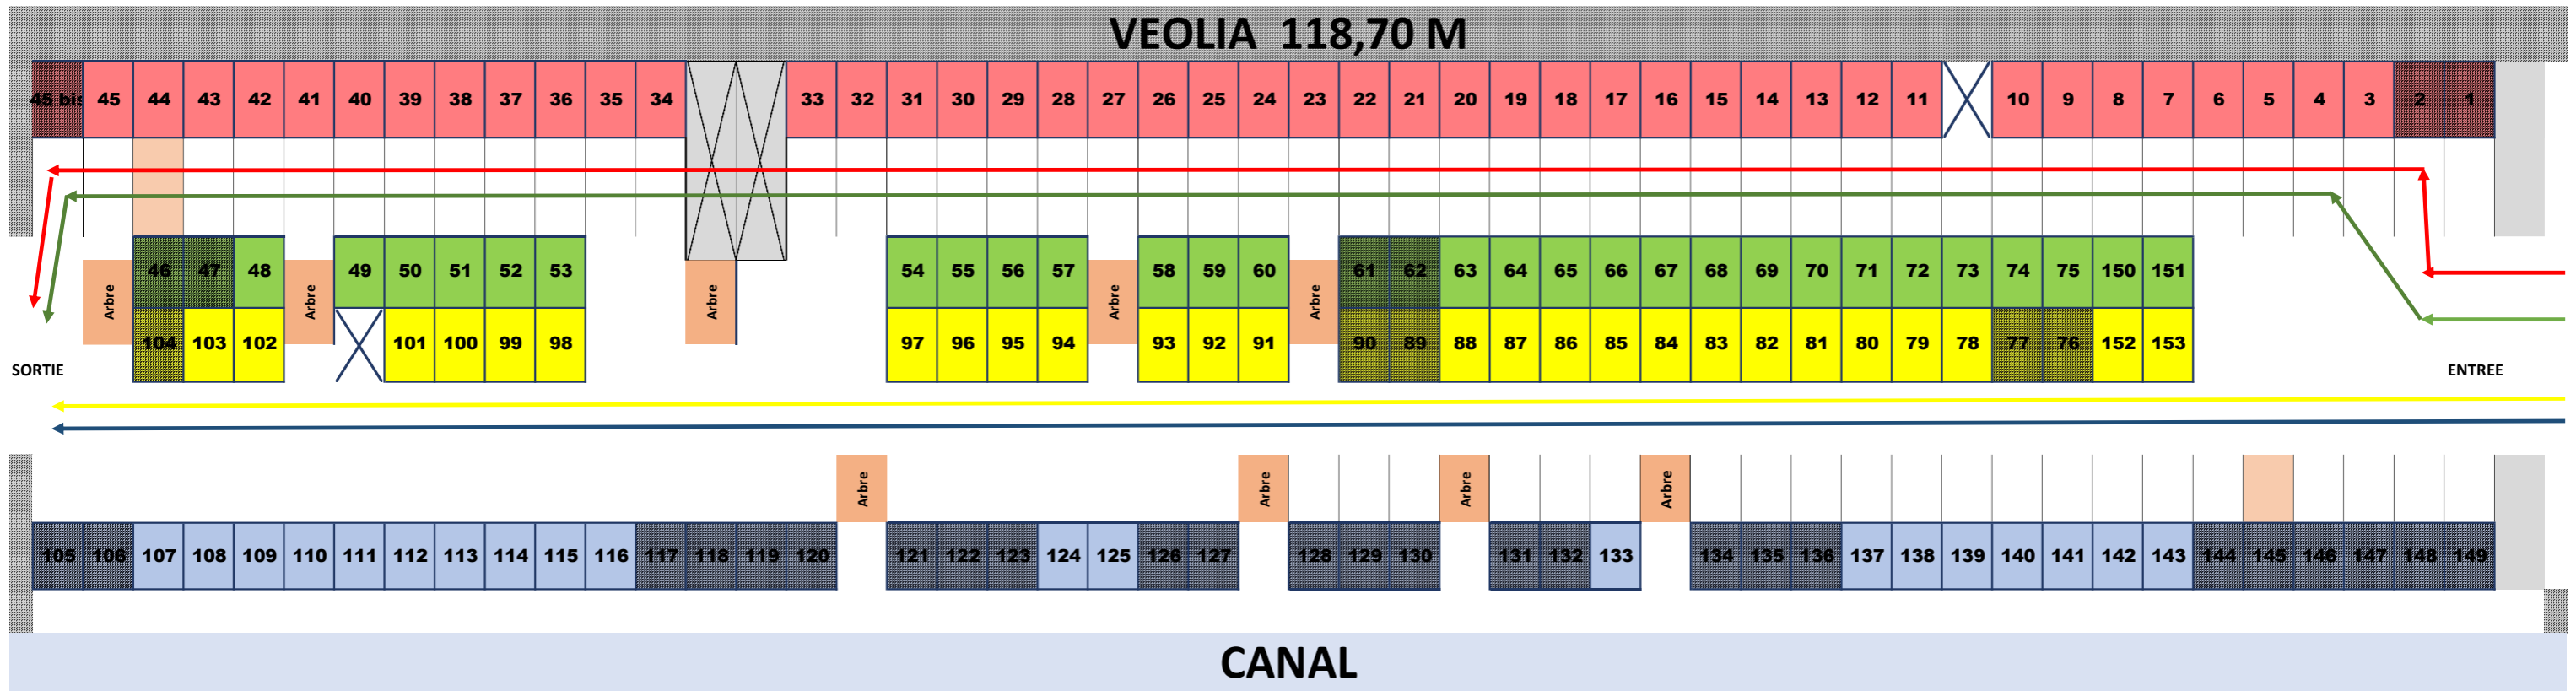 VEOLIA 118,70 M
45 bis 45 44 43 42 41 40 39 38 37 36 35 34 33 32 31 30 29 28 27 26 25 24 23 22 21 20 19 18 17 16 15 14 13 12 11 10 9 8 7 6 5 4 3 2 1
Arbre 46 47 48 Arbre 49 50 51 52 53 Arbre 54 55 56 57 Arbre 58 59 60 Arbre 61 62 63 64 65 66 67 68 69 70 71 72 73 74 75 150 151
104 103 102 101 100 99 98 97 96 95 94 93 92 91 90 89 88 87 86 85 84 83 82 81 80 79 78 77 76 152 153
SORTIE ENTREE
Arbre Arbre Arbre Arbre
105 106 107 108 109 110 111 112 113 114 115 116 117 118 119 120 121 122 123 124 125 126 127 128 129 130 131 132 133 134 135 136 137 138 139 140 141 142 143 144 145 146 147 148 149
CANAL